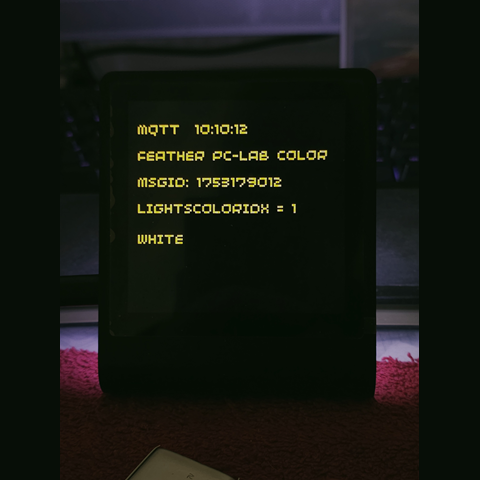 MQTT 10:10:12
FEATHER PC-LAB COLOR
MSGID: 1753179012
LIGHTSCOLORIDX = 1
WHITE